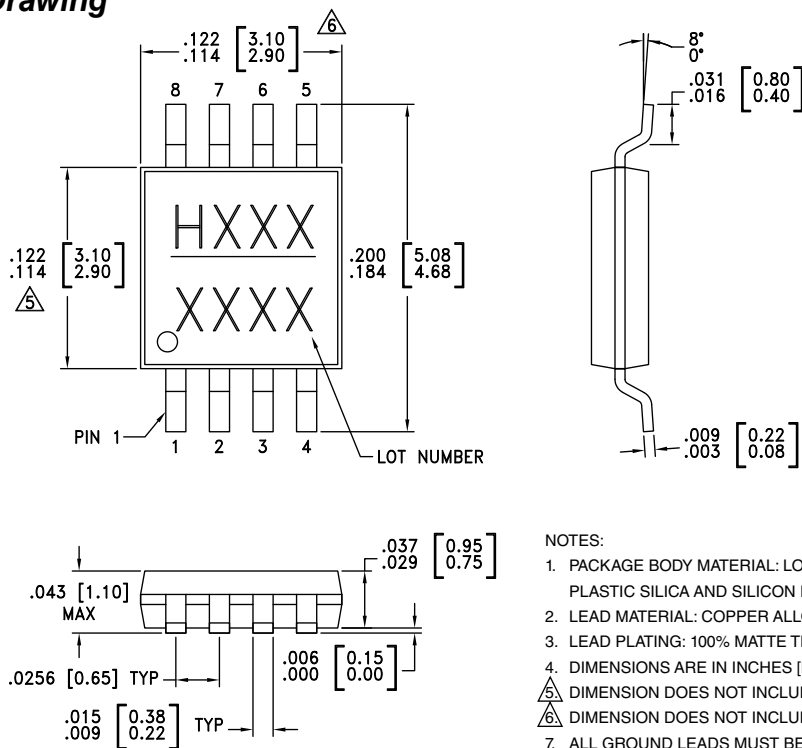 Drawing
.122 [3.10]
.114 [2.90]
6
8 7 6 5
HXXX
XXXX
.122 [3.10]
.114 [2.90]
5
.200 [5.08]
.184 [4.68]
PIN 1
1 2 3 4
LOT NUMBER
8°
0°
.031 [0.80]
.016 [0.40]
.009 [0.22]
.003 [0.08]
.043 [1.10]
MAX
.037 [0.95]
.029 [0.75]
.0256 [0.65] TYP
.006 [0.15]
.000 [0.00]
.015 [0.38]
.009 [0.22]
TYP
NOTES:
1. PACKAGE BODY MATERIAL: LO
PLASTIC SILICA AND SILICON
2. LEAD MATERIAL: COPPER ALL
3. LEAD PLATING: 100% MATTE T
4. DIMENSIONS ARE IN INCHES [
5. DIMENSION DOES NOT INCLU
6. DIMENSION DOES NOT INCLU
7. ALL GROUND LEADS MUST BE